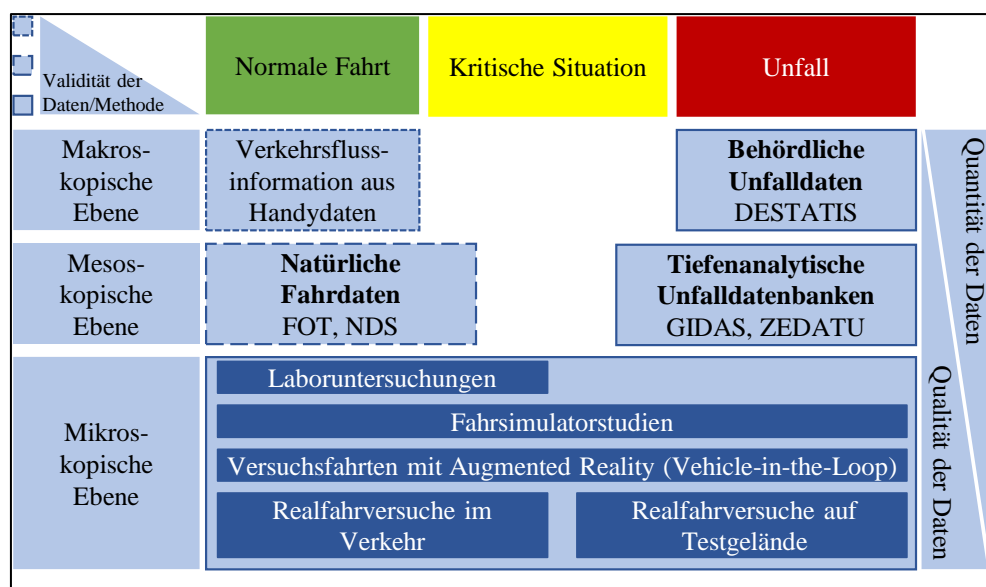 Validität der
Daten/Methode
Normale Fahrt
Kritische Situation
Unfall
Makros-
kopische
Ebene
Verkehrsfluss-
information aus
Handydaten
Behördliche
Unfalldaten
DESTATIS
Quantität der Daten
Mesos-
kopische
Ebene
Natürliche
Fahrdaten
FOT, NDS
Tiefenanalytische
Unfalldatenbanken
GIDAS, ZEDATU
Mikros-
kopische
Ebene
Laboruntersuchungen
Fahrsimulatorstudien
Versuchsfahrten mit Augmented Reality (Vehicle-in-the-Loop)
Realfahrversuche im
Verkehr
Realfahrversuche auf
Testgelände
Qualität der Daten